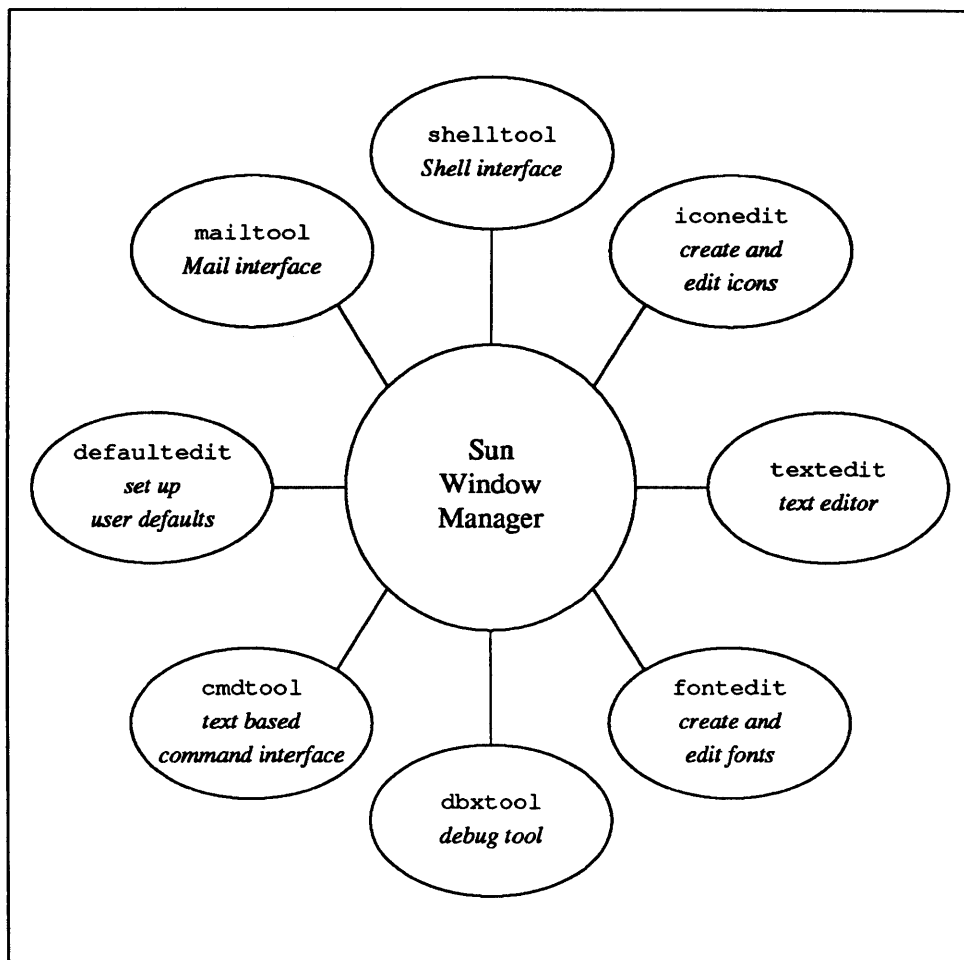 shelltool
Shell interface
mailtool
Mail interface
iconedit
create and
edit icons
defaultedit
set up
user defaults
Sun
Window
Manager
textedit
text editor
cmdtool
text based
command interface
fontedit
create and
edit fonts
dbxtool
debug tool